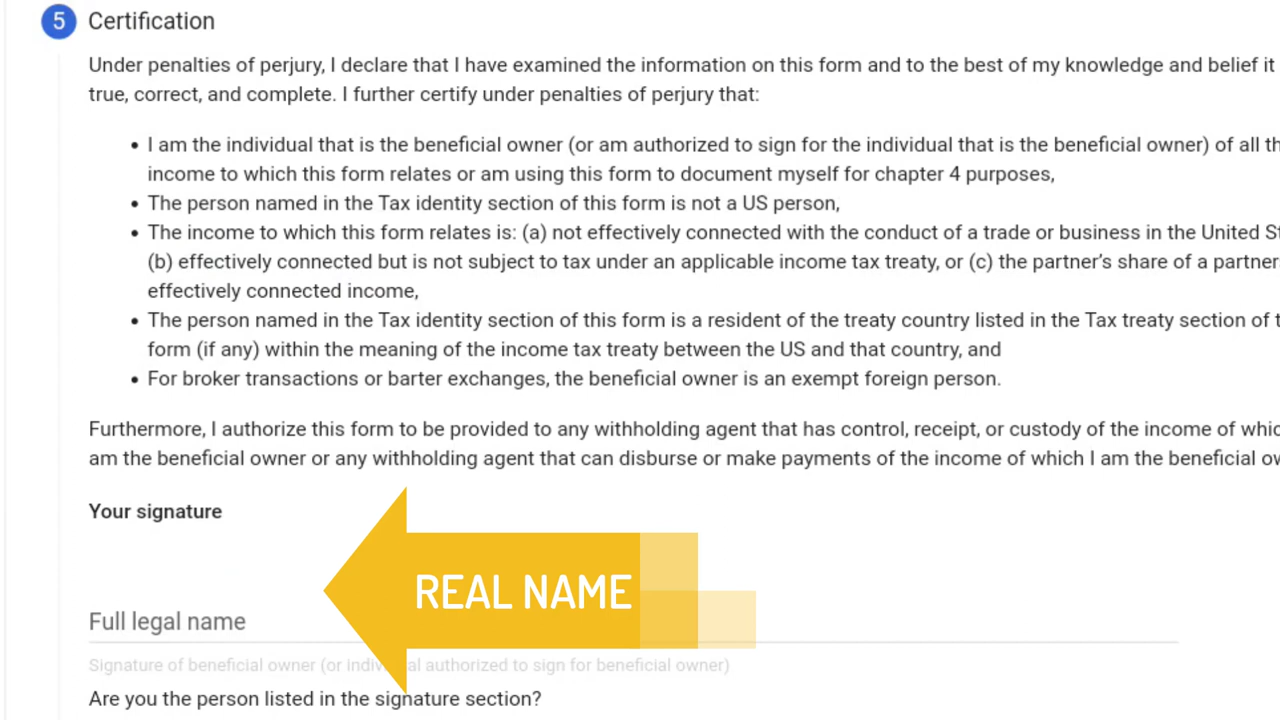 5 Certification
Under penalties of perjury, I declare that I have examined the information on this form and to the best of my knowledge and belief it
true, correct, and complete. I further certify under penalties of perjury that:
• I am the individual that is the beneficial owner (or am authorized to sign for the individual that is the beneficial owner) of all th
income to which this form relates or am using this form to document myself for chapter 4 purposes,
• The person named in the Tax identity section of this form is not a US person,
• The income to which this form relates is: (a) not effectively connected with the conduct of a trade or business in the United St
(b) effectively connected but is not subject to tax under an applicable income tax treaty, or (c) the partner's share of a partner
effectively connected income,
• The person named in the Tax identity section of this form is a resident of the treaty country listed in the Tax treaty section of t
form (if any) within the meaning of the income tax treaty between the US and that country, and
• For broker transactions or barter exchanges, the beneficial owner is an exempt foreign person.
Furthermore, I authorize this form to be provided to any withholding agent that has control, receipt, or custody of the income of whic
am the beneficial owner or any withholding agent that can disburse or make payments of the income of which I am the beneficial ow
Your signature
REAL NAME
Full legal name
Signature of beneficial owner (or indiv al authorized to sign for beneficial owner)
Are you the person listed in the signature section?